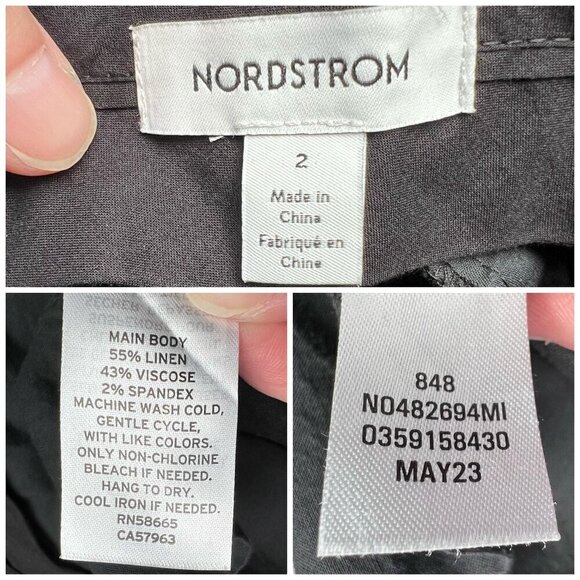 NORDSTROM
2
Made in
China
Fabriqué en
Chine
MAIN BODY
55% LINEN
43% VISCOSE
2% SPANDEX
MACHINE WASH COLD,
GENTLE CYCLE,
WITH LIKE COLORS.
ONLY NON-CHLORINE
BLEACH IF NEEDED.
HANG TO DRY.
COOL IRON IF NEEDED.
RN58665
CA57963
848
NO482694MI
0359158430
MAY23